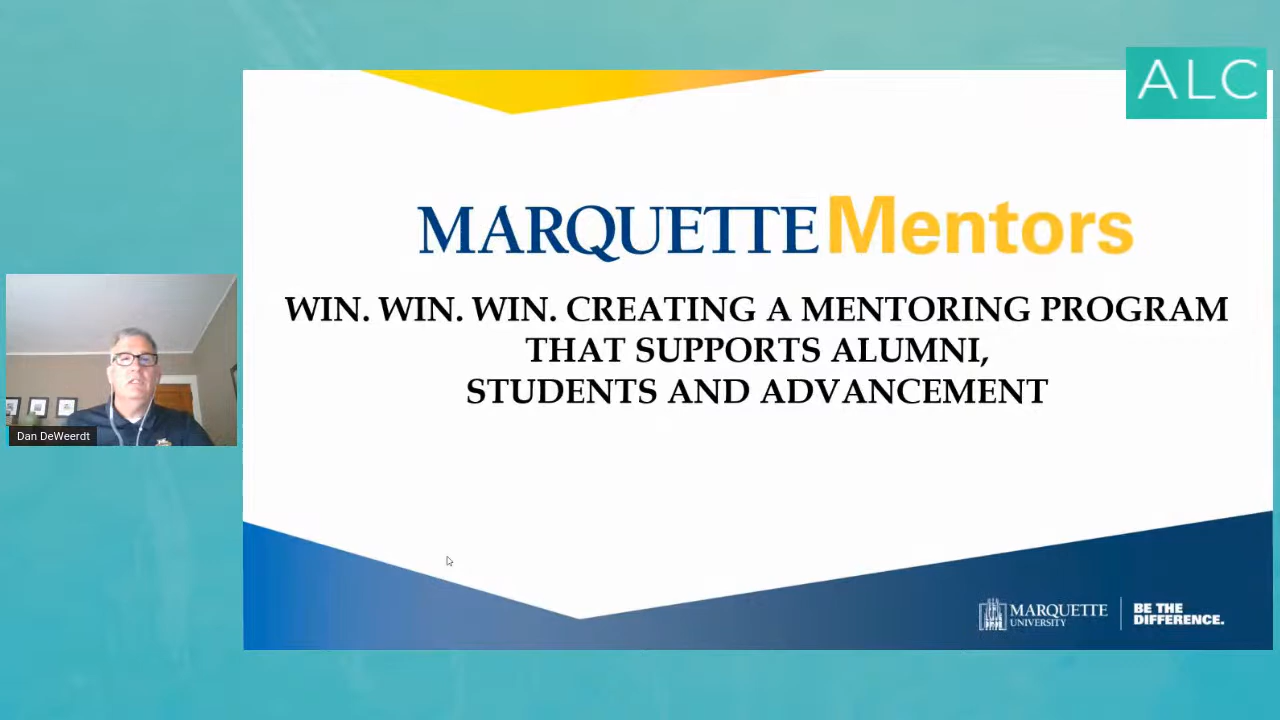 ALC
MARQUETTE Mentors
WIN. WIN. WIN. CREATING A MENTORING PROGRAM
THAT SUPPORTS ALUMNI,
STUDENTS AND ADVANCEMENT
Dan DeWeerdt
MARQUETTE
UNIVERSITY
BE THE
DIFFERENCE.